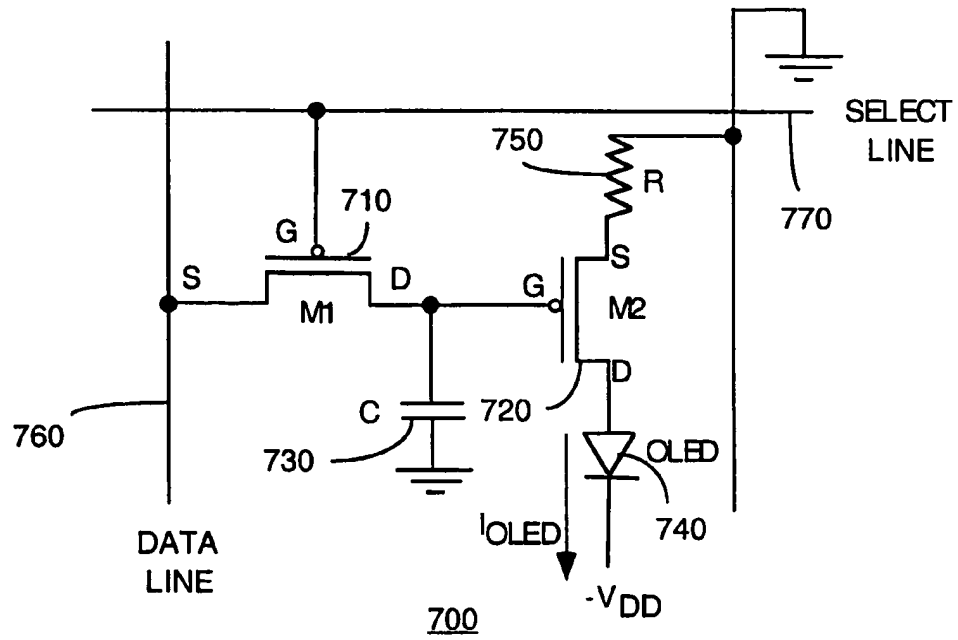 SELECT
LINE
750
R
770
710
G
S
D
M1
G
S
M2
D
720
C
730
760
OLED
740
IOLED
DATA
LINE
-VDD
700